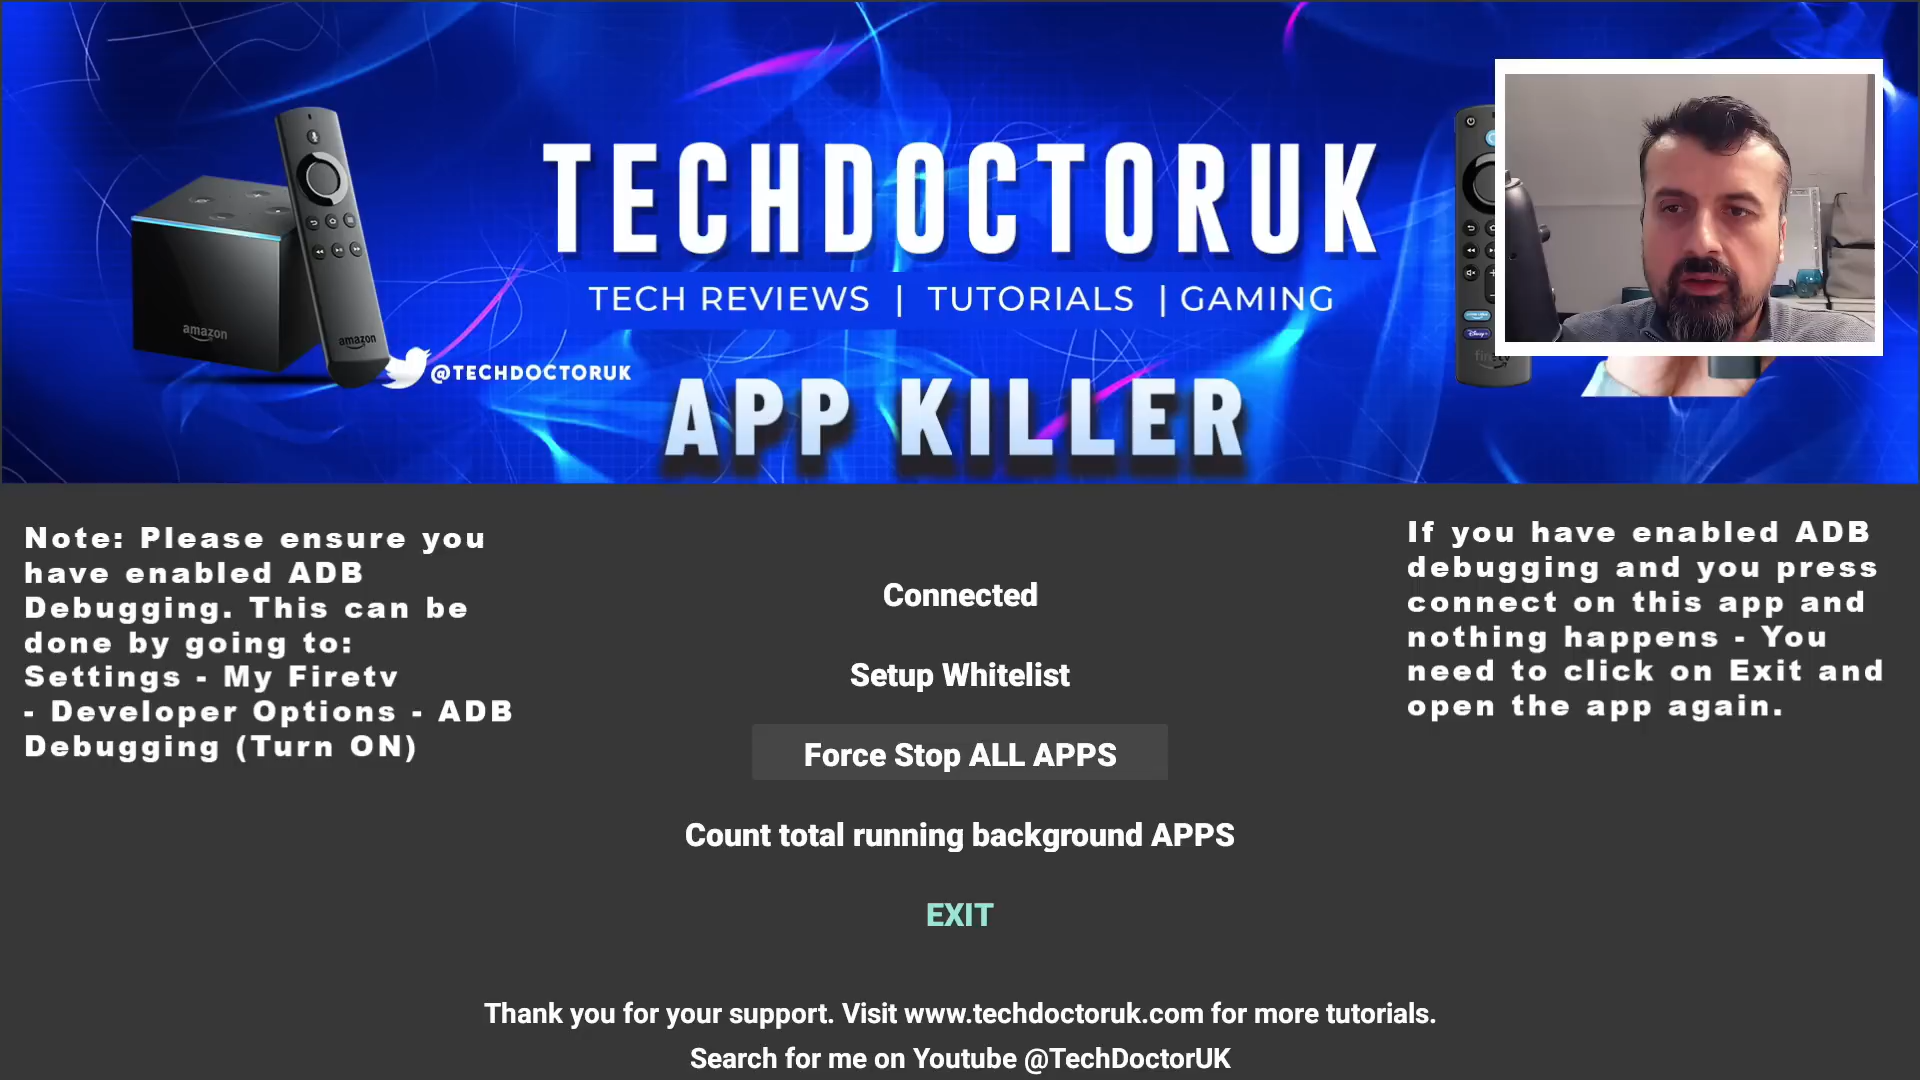 TECHDOCTORUK
TECH REVIEWS | TUTORIALS | GAMING
amazon
amazon
@TECHDOCTORUK
APP KILLER
Note: Please ensure you
have enabled ADB
Debugging. This can be
done by going to:
Settings - My Firetv
- Developer Options - ADB
Debugging (Turn ON)
Connected
Setup Whitelist
Force Stop ALL APPS
Count total running background APPS
EXIT
If you have enabled ADB
debugging and you press
connect on this app and
nothing happens - You
need to click on Exit and
open the app again.
Thank you for your support. Visit www.techdoctoruk.com for more tutorials.
Search for me on Youtube @TechDoctorUK